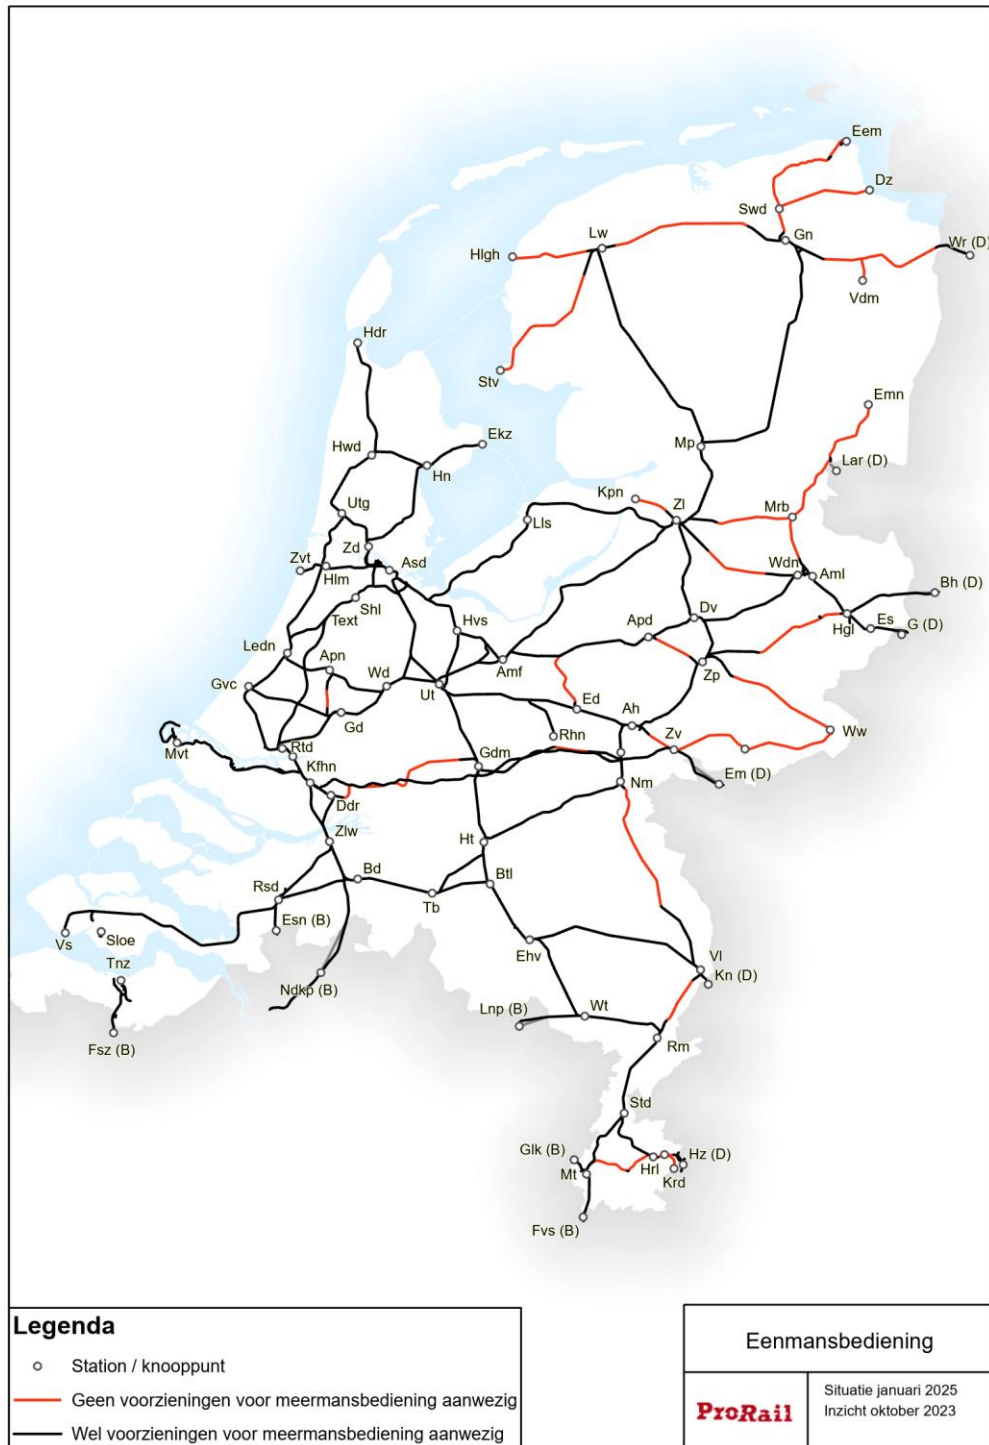 Eem
Dz
Swd
Gn
Lw
Wr (D)
Hlgh
Vdm
Hdr
Stv
Emn
Ekz
Mp
Hwd
Hn
Lar (D)
Kpn
Utg
Lls
Zl
Mrb
Zd
Zvt
Asd
Hlm
Wdn
Aml
Bh (D)
Shl
Text
Dv
Hvs
Apd
Es
G (D)
Hgl
Ledn
Apn
Wd
Amf
Zp
Gvc
Ut
Ed
Gd
Ah
Ww
Rhn
Zv
Mvt
Rtd
Kfhn
Gdm
Em (D)
Nm
Ddr
Zlw
Ht
Bd
Btl
Rsd
Tb
Esn (B)
Vs
Sloe
Ehv
Tnz
Vl
Kn (D)
Ndkp (B)
Lnp (B)
Wt
Fsz (B)
Rm
Std
Glk (B)
Hz (D)
Mt
Hrl
Krd
Fvs (B)
Legenda
Station / knooppunt
Geen voorzieningen voor meermansbediening aanwezig
Wel voorzieningen voor meermansbediening aanwezig
Eenmansbediening
ProRail
Situatie januari 2025
Inzicht oktober 2023